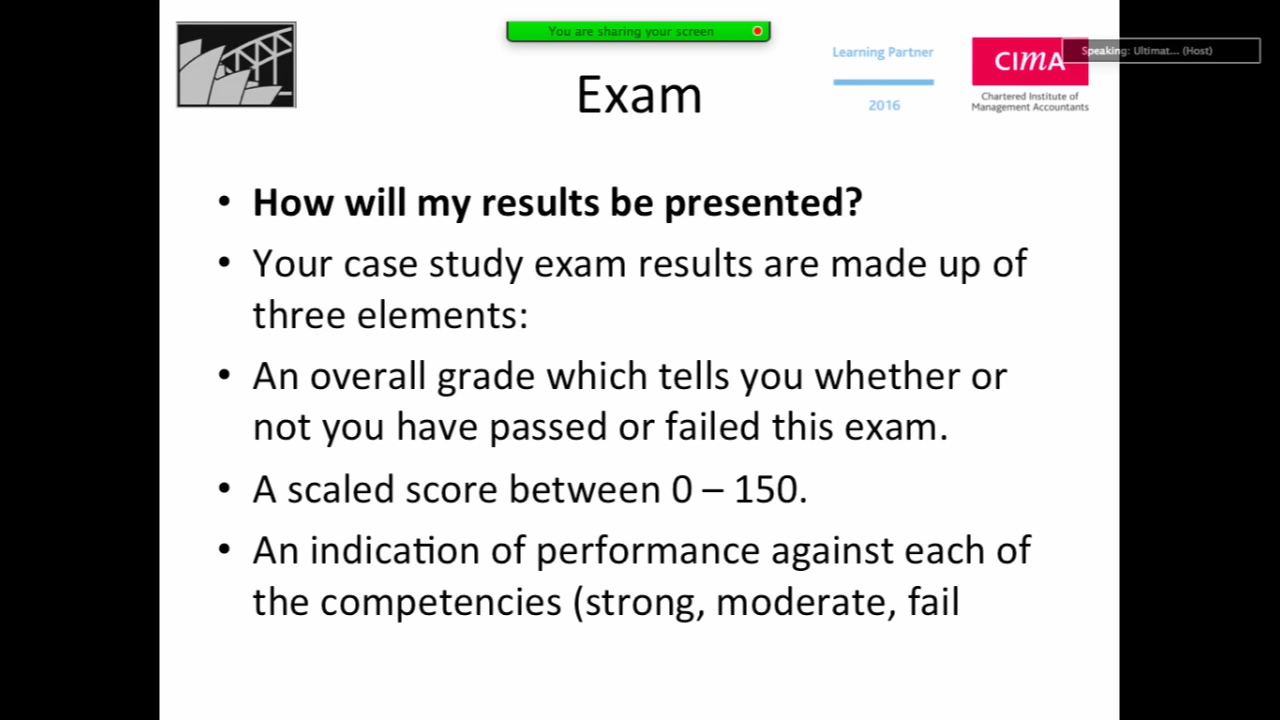 You are sharing your screen
Learning Partner
2016
CIMA
Chartered Institute of
Management Accountants
Speaking: Ultimat... (Host)
Exam
• How will my results be presented?
• Your case study exam results are made up of
three elements:
• An overall grade which tells you whether or
not you have passed or failed this exam.
• A scaled score between 0 – 150.
• An indication of performance against each of
the competencies (strong, moderate, fail